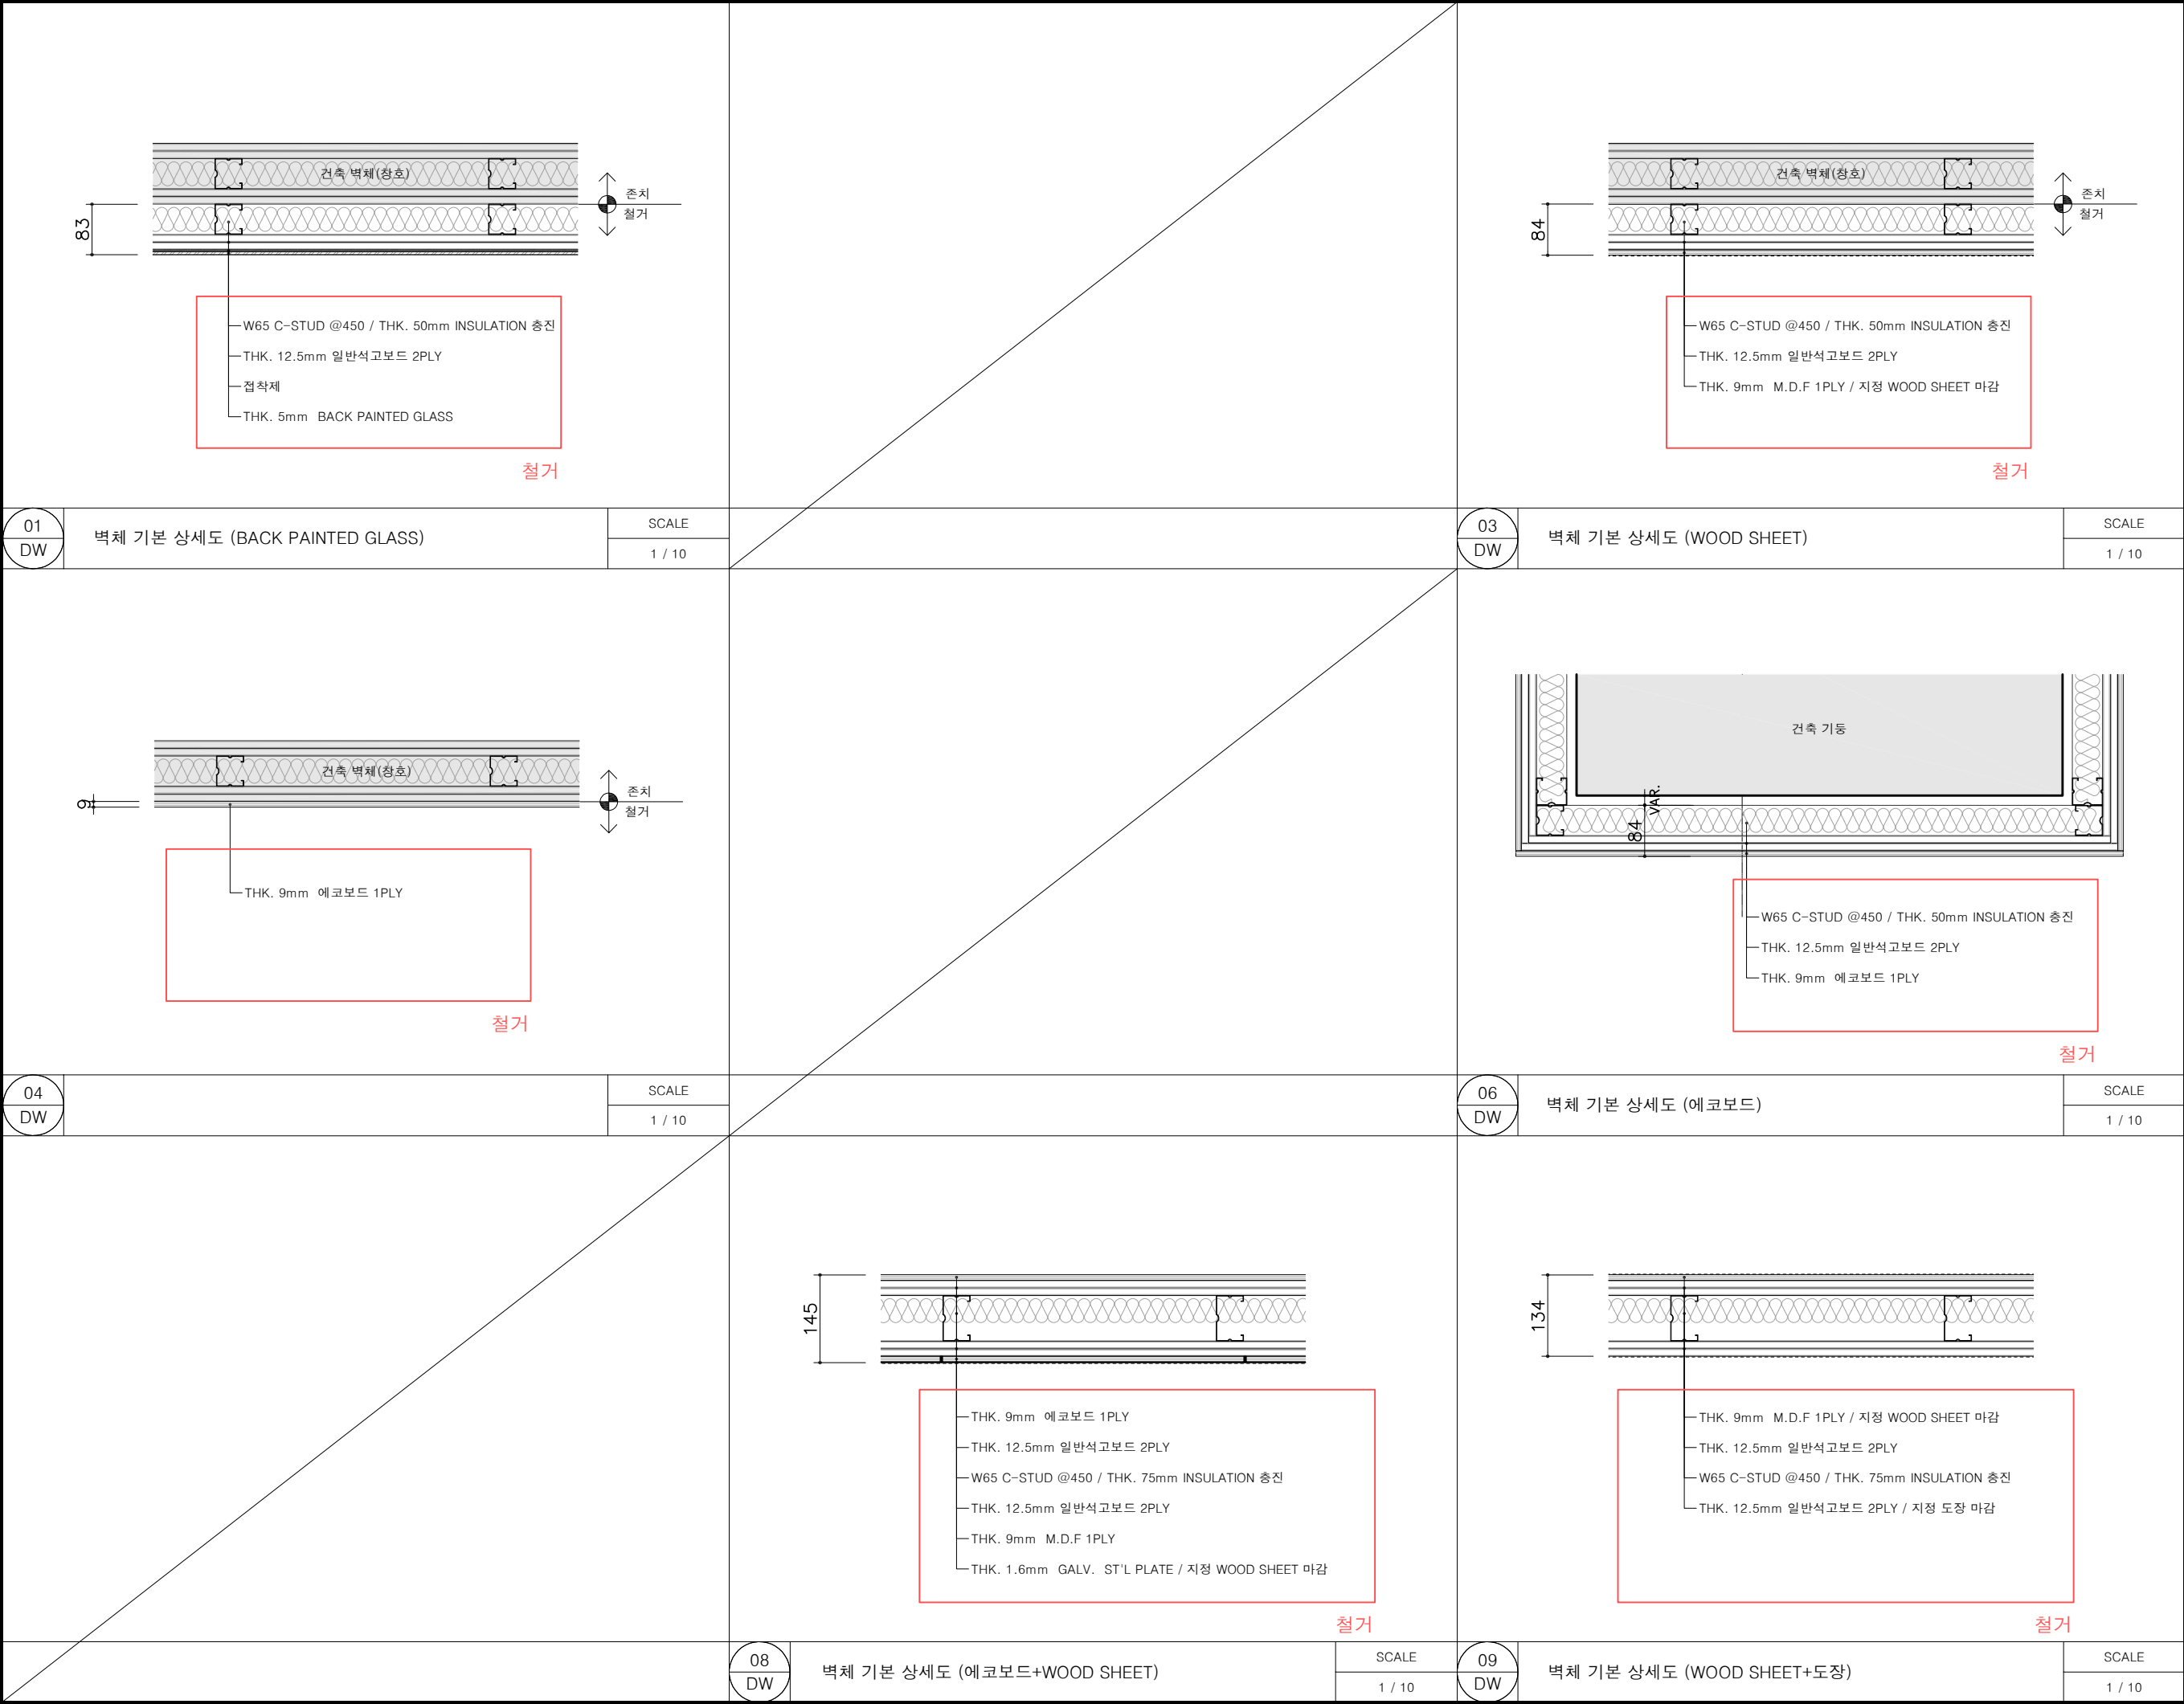 건축 벽체(창호)
존치
철거
83
W65 C-STUD @450 / THK. 50mm INSULATION 충진
THK. 12.5mm 일반석고보드 2PLY
접착제
THK. 5mm BACK PAINTED GLASS
철거
01
DW
벽체 기본 상세도 (BACK PAINTED GLASS)
SCALE
1 / 10
건축 벽체(창호)
존치
철거
84
W65 C-STUD @450 / THK. 50mm INSULATION 충진
THK. 12.5mm 일반석고보드 2PLY
THK. 9mm M.D.F 1PLY / 지정 WOOD SHEET 마감
철거
03
DW
벽체 기본 상세도 (WOOD SHEET)
SCALE
1 / 10
건축 벽체(창호)
존치
철거
9
THK. 9mm 에코보드 1PLY
철거
04
DW
SCALE
1 / 10
건축 기둥
VAR.
84
W65 C-STUD @450 / THK. 50mm INSULATION 충진
THK. 12.5mm 일반석고보드 2PLY
THK. 9mm 에코보드 1PLY
철거
06
DW
벽체 기본 상세도 (에코보드)
SCALE
1 / 10
145
THK. 9mm 에코보드 1PLY
THK. 12.5mm 일반석고보드 2PLY
W65 C-STUD @450 / THK. 75mm INSULATION 충진
THK. 12.5mm 일반석고보드 2PLY
THK. 9mm M.D.F 1PLY
THK. 1.6mm GALV. ST'L PLATE / 지정 WOOD SHEET 마감
철거
08
DW
벽체 기본 상세도 (에코보드+WOOD SHEET)
SCALE
1 / 10
134
THK. 9mm M.D.F 1PLY / 지정 WOOD SHEET 마감
THK. 12.5mm 일반석고보드 2PLY
W65 C-STUD @450 / THK. 75mm INSULATION 충진
THK. 12.5mm 일반석고보드 2PLY / 지정 도장 마감
철거
09
DW
벽체 기본 상세도 (WOOD SHEET+도장)
SCALE
1 / 10